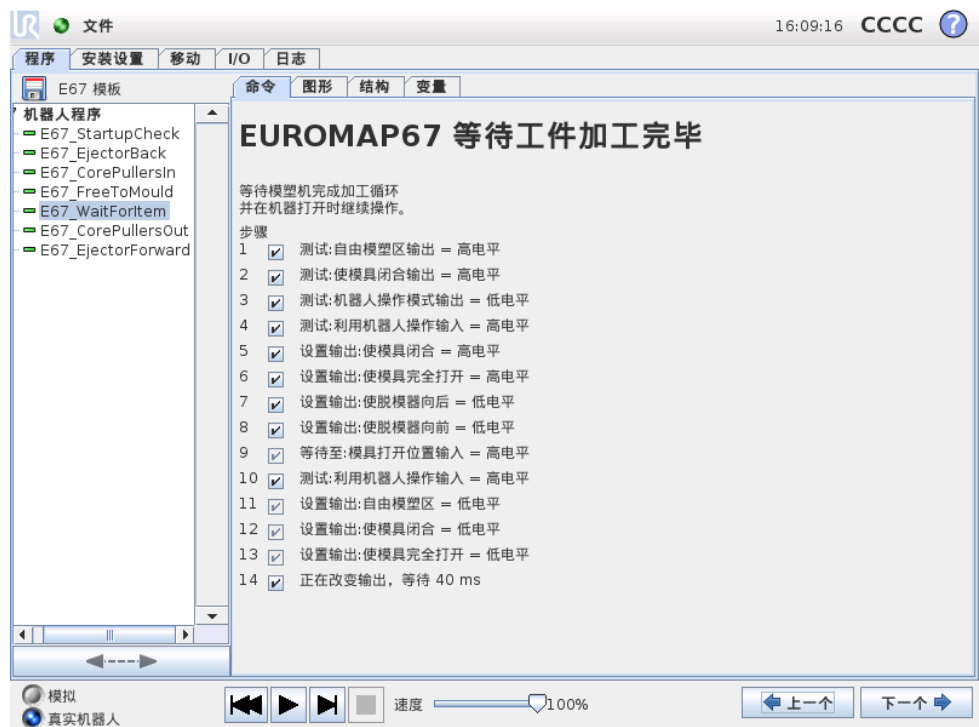 UR 文件 16:09:16 CCCC ?
程序 安装设置 移动 I/O 日志
E67 模板
命令 图形 结构 变量
机器人程序
E67_StartupCheck
E67_EjectorBack
E67_CorePullersIn
E67_FreeToMould
E67_WaitForItem
E67_CorePullersOut
E67_EjectorForward
EUROMAP67 等待工件加工完毕
等待模塑机完成加工循环
并在机器打开时继续操作。
步骤
1 测试:自由模塑区输出 = 高电平
2 测试:使模具闭合输出 = 高电平
3 测试:机器人操作模式输出 = 低电平
4 测试:利用机器人操作输入 = 高电平
5 设置输出:使模具闭合 = 高电平
6 设置输出:使模具完全打开 = 高电平
7 设置输出:使脱模器向后 = 低电平
8 设置输出:使脱模器向前 = 低电平
9 等待至:模具打开位置输入 = 高电平
10 测试:利用机器人操作输入 = 高电平
11 设置输出:自由模塑区 = 低电平
12 设置输出:使模具闭合 = 低电平
13 设置输出:使模具完全打开 = 低电平
14 正在改变输出，等待 40 ms
模拟
真实机器人
速度 100%
上一个 下一个